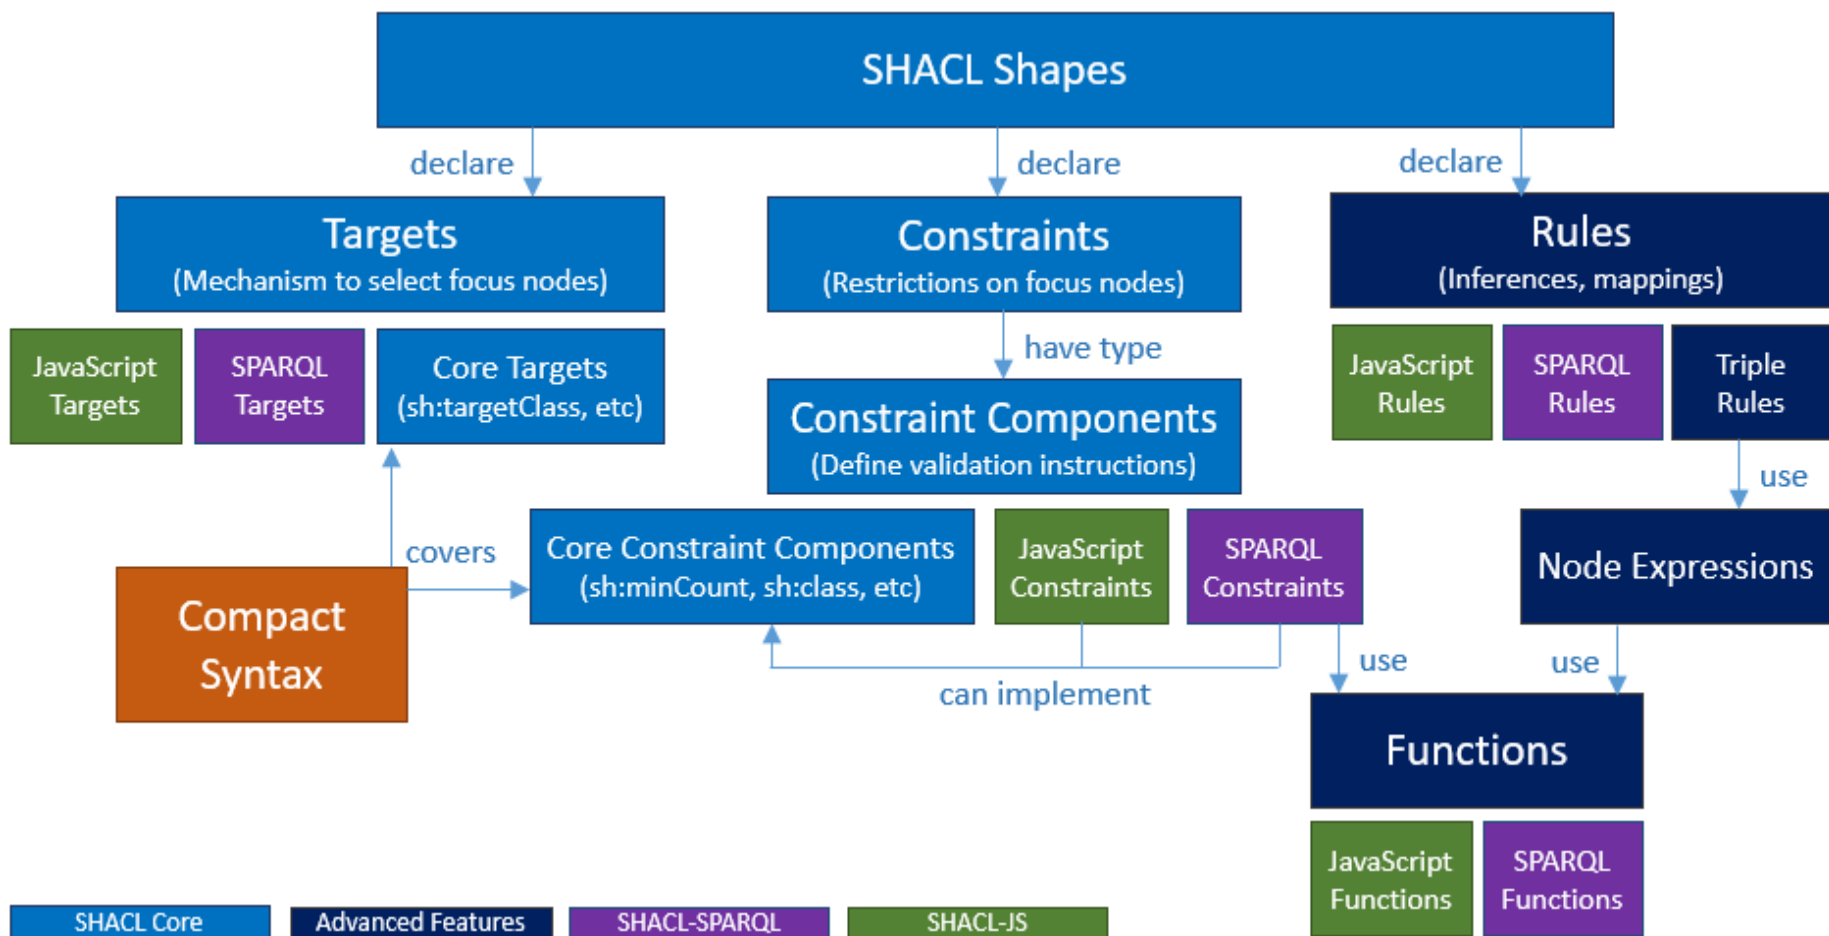 SHACL Shapes
declare
declare
declare
Targets
(Mechanism to select focus nodes)
Constraints
(Restrictions on focus nodes)
Rules
(Inferences, mappings)
JavaScript
Targets
SPARQL
Targets
Core Targets
(sh:targetClass, etc)
have type
JavaScript
Rules
SPARQL
Rules
Triple
Rules
Constraint Components
(Define validation instructions)
use
covers
Core Constraint Components
(sh:minCount, sh:class, etc)
JavaScript
Constraints
SPARQL
Constraints
Node Expressions
Compact
Syntax
can implement
use
use
Functions
JavaScript
Functions
SPARQL
Functions
SHACL Core
Advanced Features
SHACL-SPARQL
SHACL-JS